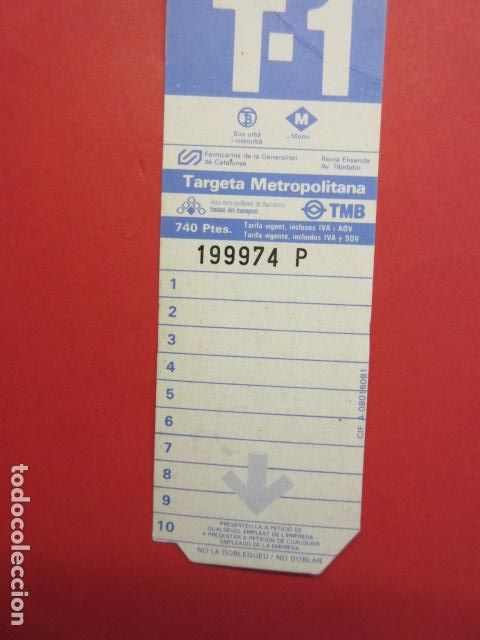 T-1
Bus urbà
i interurbà
Metro
Ferrocarrils de la Generalitat
de Catalunya
Reina Elisenda
Av. Tibidabo
Targeta Metropolitana
Àrea metropolitana de Barcelona
Entitat del transport
TMB
740 Ptes.
Tarifa vigent, inclosos IVA i AOV
Tarifa vigente, incluidos IVA y SOV
199974 P
1
2
3
4
5
6
7
8
9
10
CIF. A-08016081
PRESENTEU-LA A PETICIÓ DE
QUALSEVOL EMPLEAT DE L'EMPRESA
A PRESENTAR A PETICION DE CUALQUIER
EMPLEADO DE LA EMPRESA
NO LA DOBLEGUEU / NO DOBLAR
todocoleccion